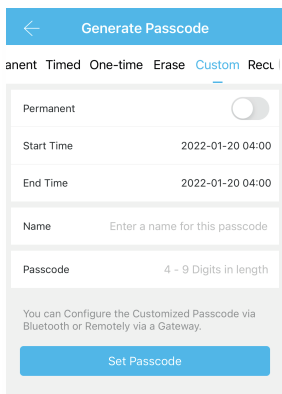 Generate Passcode
anent Timed One-time Erase Custom Recu
Permanent
Start Time 2022-01-20 04:00
End Time 2022-01-20 04:00
Name Enter a name for this passcode
Passcode 4 - 9 Digits in length
You can Configure the Customized Passcode via
Bluetooth or Remotely via a Gateway.
Set Passcode